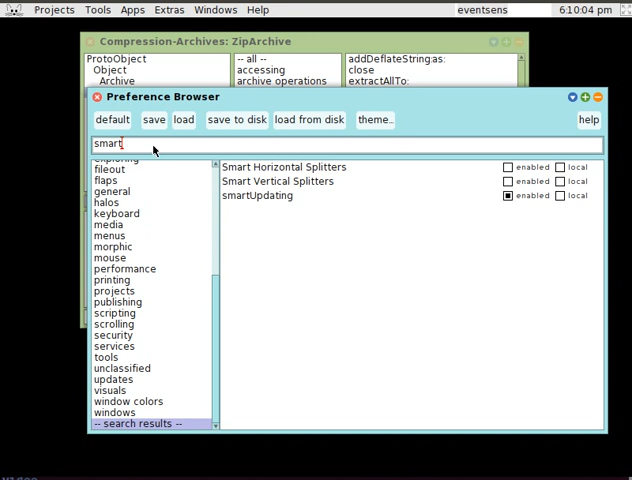 Projects Tools Apps Extras Windows Help eventsens 6:10:04 pm
Compression-Archives: ZipArchive
ProtoObject -- all -- addDeflateString:as:
Object accessing close
Archive archive operations extractAllTo:
Preference Browser
default save load save to disk load from disk theme.. help
smart
exploring
fileout
flaps
general
halos
keyboard
media
menus
morphic
mouse
performance
printing
projects
publishing
scripting
scrolling
security
services
tools
unclassified
updates
visuals
window colors
windows
-- search results --
Smart Horizontal Splitters enabled local
Smart Vertical Splitters enabled local
smartUpdating enabled local